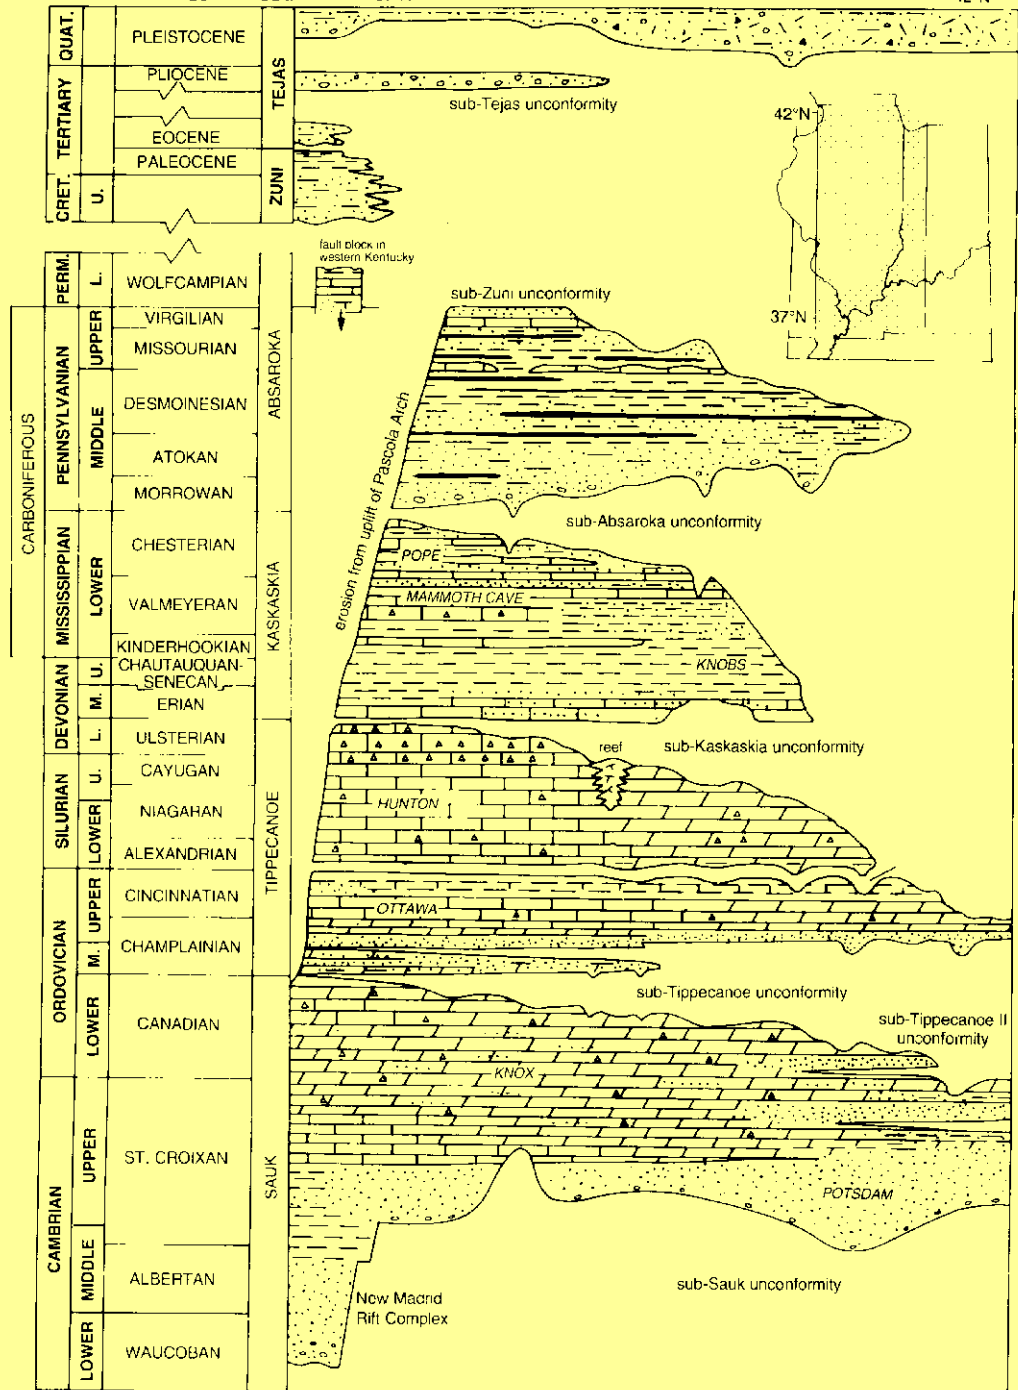 42°N
QUAT.
PLEISTOCENE
TERTIARY
PLIOCENE
EOCENE
PALEOCENE
TEJAS
sub-Tejas unconformity
CRET.
U.
ZUNI
42°N
37°N
fault block in
western Kentucky
PERM.
L.
WOLFCAMPIAN
sub-Zuni unconformity
CARBONIFEROUS
PENNSYLVANIAN
UPPER
VIRGILIAN
MISSOURIAN
MIDDLE
DESMOINESIAN
ATOKAN
MORROWAN
ABSAROKA
erosion from uplift of Pascola Arch
sub-Absaroka unconformity
MISSISSIPPIAN
LOWER
CHESTERIAN
VALMEYERAN
KINDERHOOKIAN
KASKASKIA
POPE
MAMMOTH CAVE
KNOBS
DEVONIAN
U.
CHAUTAUQUAN-
SENECAN
M.
ERIAN
L.
ULSTERIAN
reef
sub-Kaskaskia unconformity
SILURIAN
U.
CAYUGAN
LOWER
NIAGAHAN
ALEXANDRIAN
TIPPECANOE
HUNTON
ORDOVICIAN
UPPER
CINCINNATIAN
M.
CHAMPLAINIAN
OTTAWA
sub-Tippecanoe unconformity
LOWER
CANADIAN
sub-Tippecanoe II
unconformity
KNOX
CAMBRIAN
UPPER
ST. CROIXAN
SAUK
POTSDAM
MIDDLE
ALBERTAN
sub-Sauk unconformity
New Madrid
Rift Complex
LOWER
WAUCOBAN